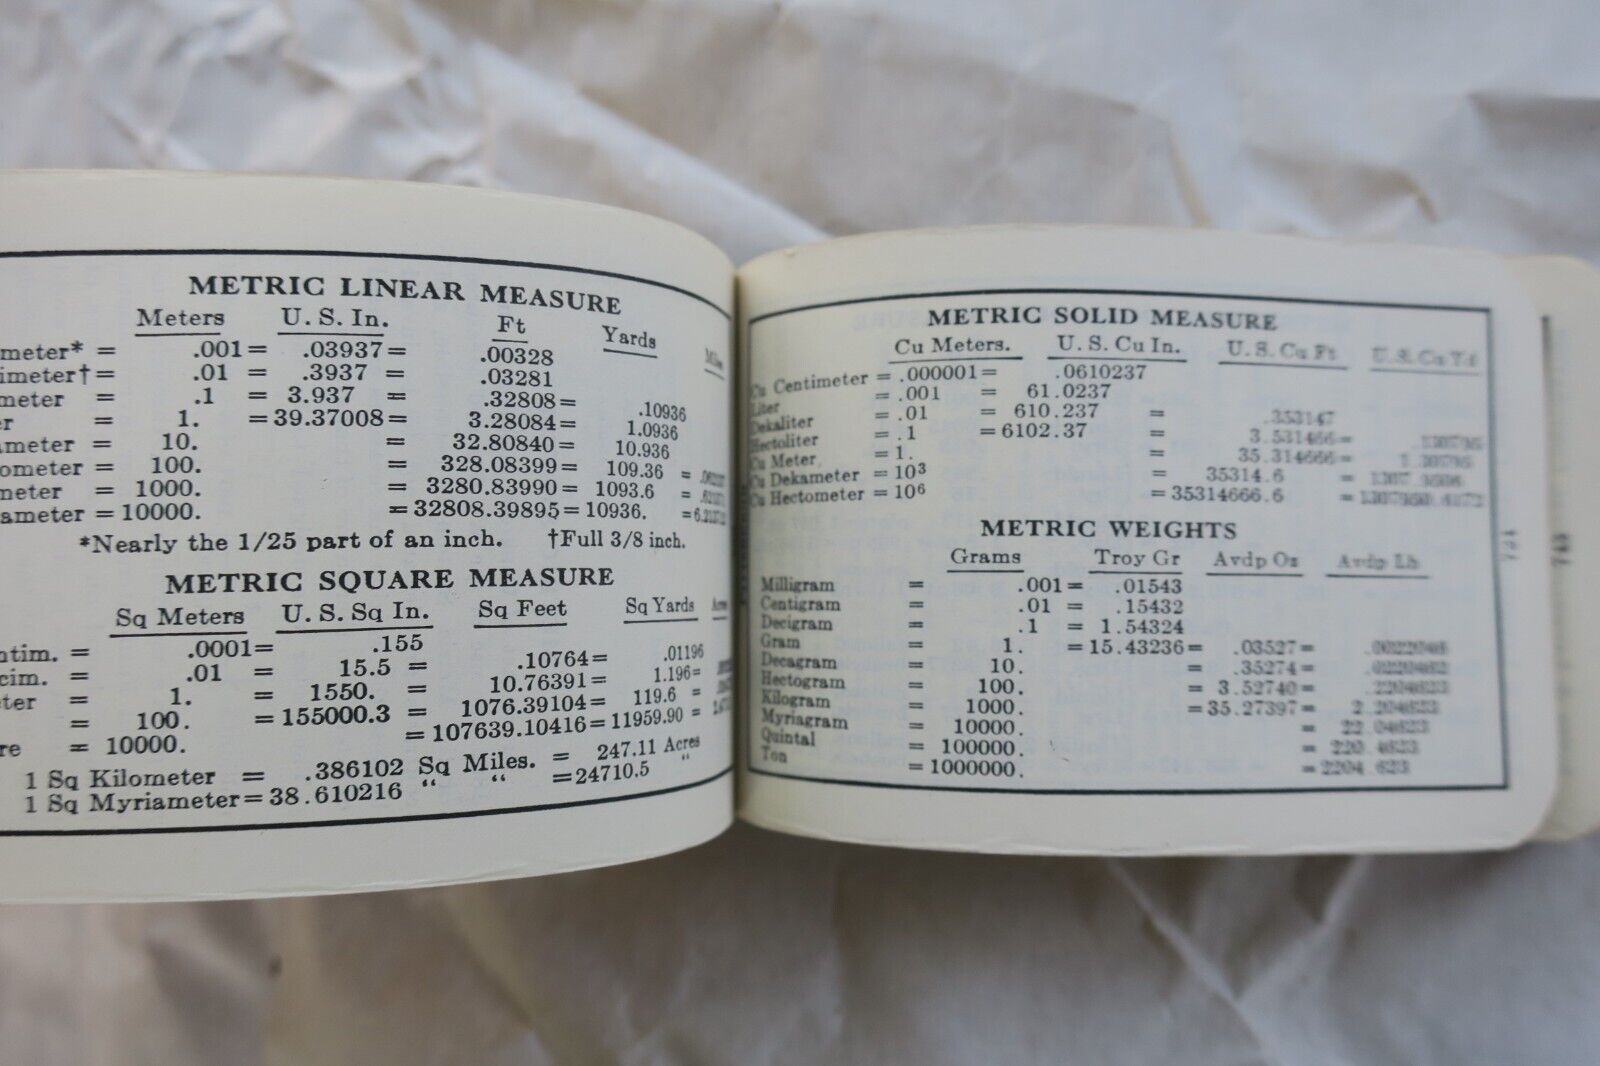 METRIC LINEAR MEASURE
Meters U. S. In. Ft Yards
meter* = .001 = .03937 = .00328
imeter† = .01 = .3937 = .03281
meter = .1 = 3.937 = .32808 = .10936
r = 1. = 39.37008 = 3.28084 = 1.0936
ameter = 10. = 32.80840 = 10.936
ometer = 100. = 328.08399 = 109.36 =
meter = 1000. = 3280.83990 = 1093.6 =
ameter = 10000. = 32808.39895 = 10936. =
*Nearly the 1/25 part of an inch. †Full 3/8 inch.
METRIC SQUARE MEASURE
Sq Meters U. S. Sq In. Sq Feet Sq Yards
ntim. = .0001 = .155
cim. = .01 = 15.5 = .10764 = .01196
ter = 1. = 1550. = 10.76391 = 1.196 =
= 100. = 155000.3 = 1076.39104 = 119.6 =
re = 10000. = 107639.10416 = 11959.90 =
1 Sq Kilometer = .386102 Sq Miles. = 247.11 Acres
1 Sq Myriameter = 38.610216 “ “ = 24710.5 “
METRIC SOLID MEASURE
Cu Meters. U. S. Cu In. U. S. Cu Ft U. S. Cu Yd
Cu Centimeter = .000001 = .0610237
Liter = .001 = 61.0237
Dekaliter = .01 = 610.237 = .353147
Hectoliter = .1 = 6102.37 = 3.531466 =
Cu Meter = 1. = 35.314666 =
Cu Dekameter = 10³ = 35314.6 =
Cu Hectometer = 10⁶ = 35314666.6 =
METRIC WEIGHTS
Grams Troy Gr Avdp Oz Avdp Lb
Milligram = .001 = .01543
Centigram = .01 = .15432
Decigram = .1 = 1.54324
Gram = 1. = 15.43236 = .03527 = .0022046
Decagram = 10. = .35274 = .0220462
Hectogram = 100. = 3.52740 = .2204623
Kilogram = 1000. = 35.27397 = 2.204623
Myriagram = 10000. = 22.04623
Quintal = 100000. = 220.4623
Ton = 1000000. = 2204.623